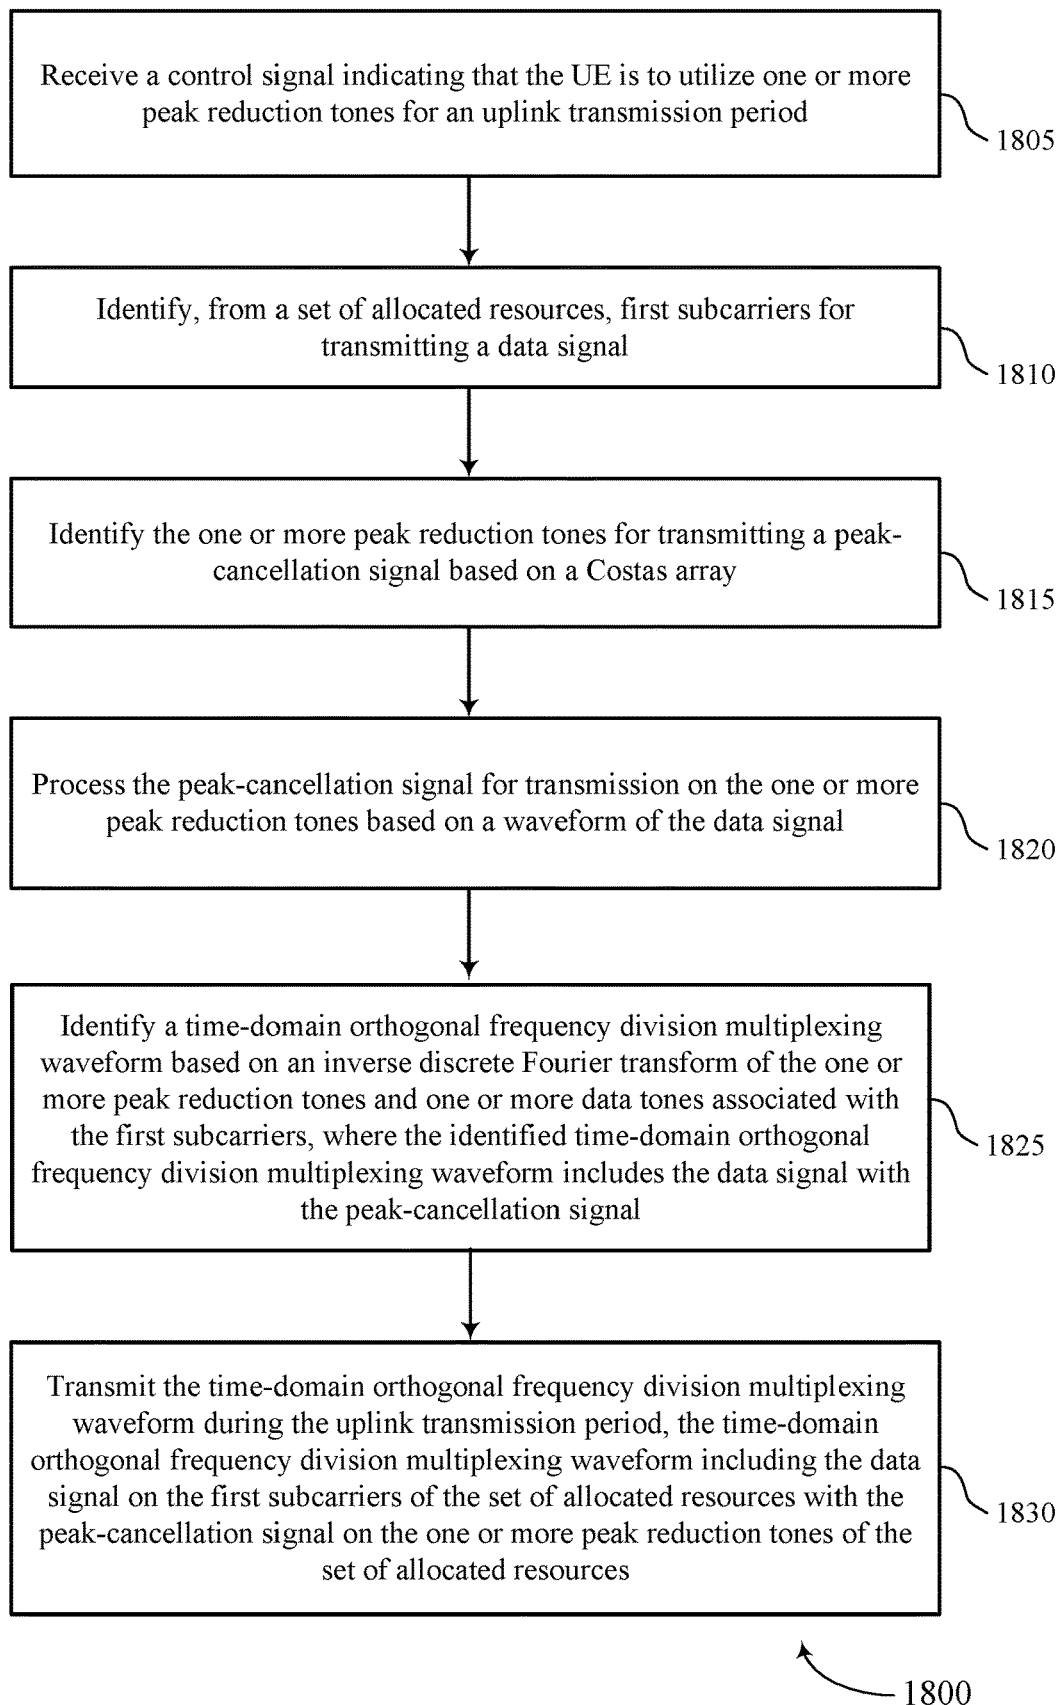 Receive a control signal indicating that the UE is to utilize one or more
peak reduction tones for an uplink transmission period
1805
Identify, from a set of allocated resources, first subcarriers for
transmitting a data signal
1810
Identify the one or more peak reduction tones for transmitting a peak-
cancellation signal based on a Costas array
1815
Process the peak-cancellation signal for transmission on the one or more
peak reduction tones based on a waveform of the data signal
1820
Identify a time-domain orthogonal frequency division multiplexing
waveform based on an inverse discrete Fourier transform of the one or
more peak reduction tones and one or more data tones associated with
the first subcarriers, where the identified time-domain orthogonal
frequency division multiplexing waveform includes the data signal with
the peak-cancellation signal
1825
Transmit the time-domain orthogonal frequency division multiplexing
waveform during the uplink transmission period, the time-domain
orthogonal frequency division multiplexing waveform including the data
signal on the first subcarriers of the set of allocated resources with the
peak-cancellation signal on the one or more peak reduction tones of the
set of allocated resources
1830
1800